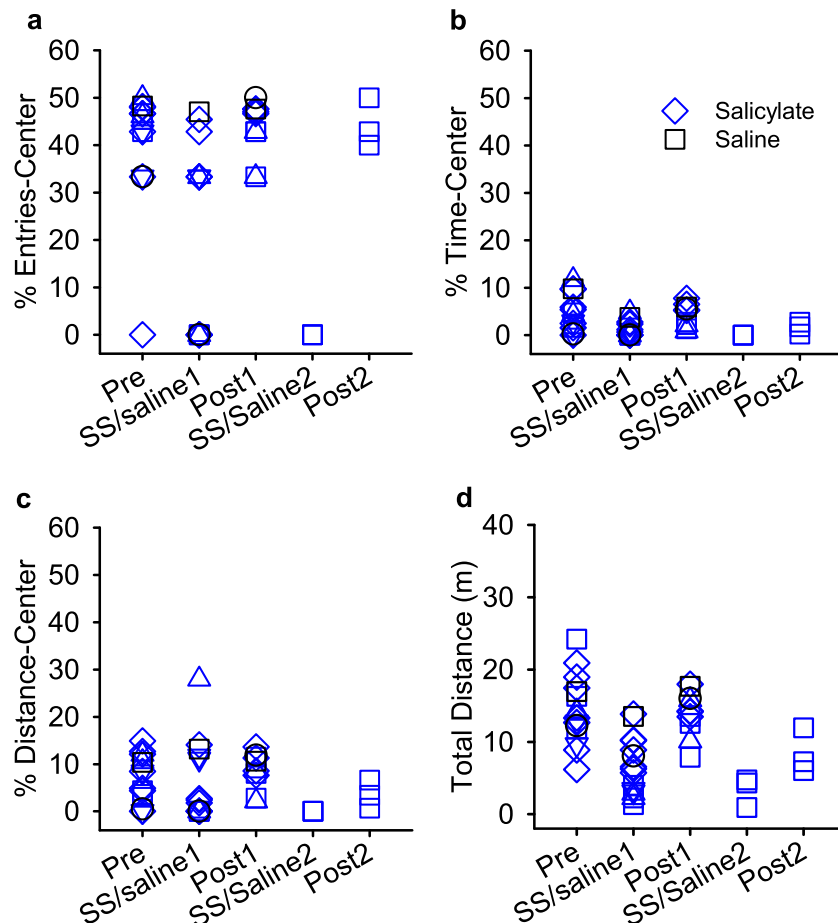 a
% Entries-Center
60
50
40
30
20
10
0
Pre
SS/saline1
Post1
SS/Saline2
Post2
b
% Time-Center
60
50
40
30
20
10
0
Salicylate
Saline
Pre
SS/saline1
Post1
SS/Saline2
Post2
c
% Distance-Center
60
50
40
30
20
10
0
Pre
SS/saline1
Post1
SS/Saline2
Post2
d
Total Distance (m)
40
30
20
10
0
Pre
SS/saline1
Post1
SS/Saline2
Post2